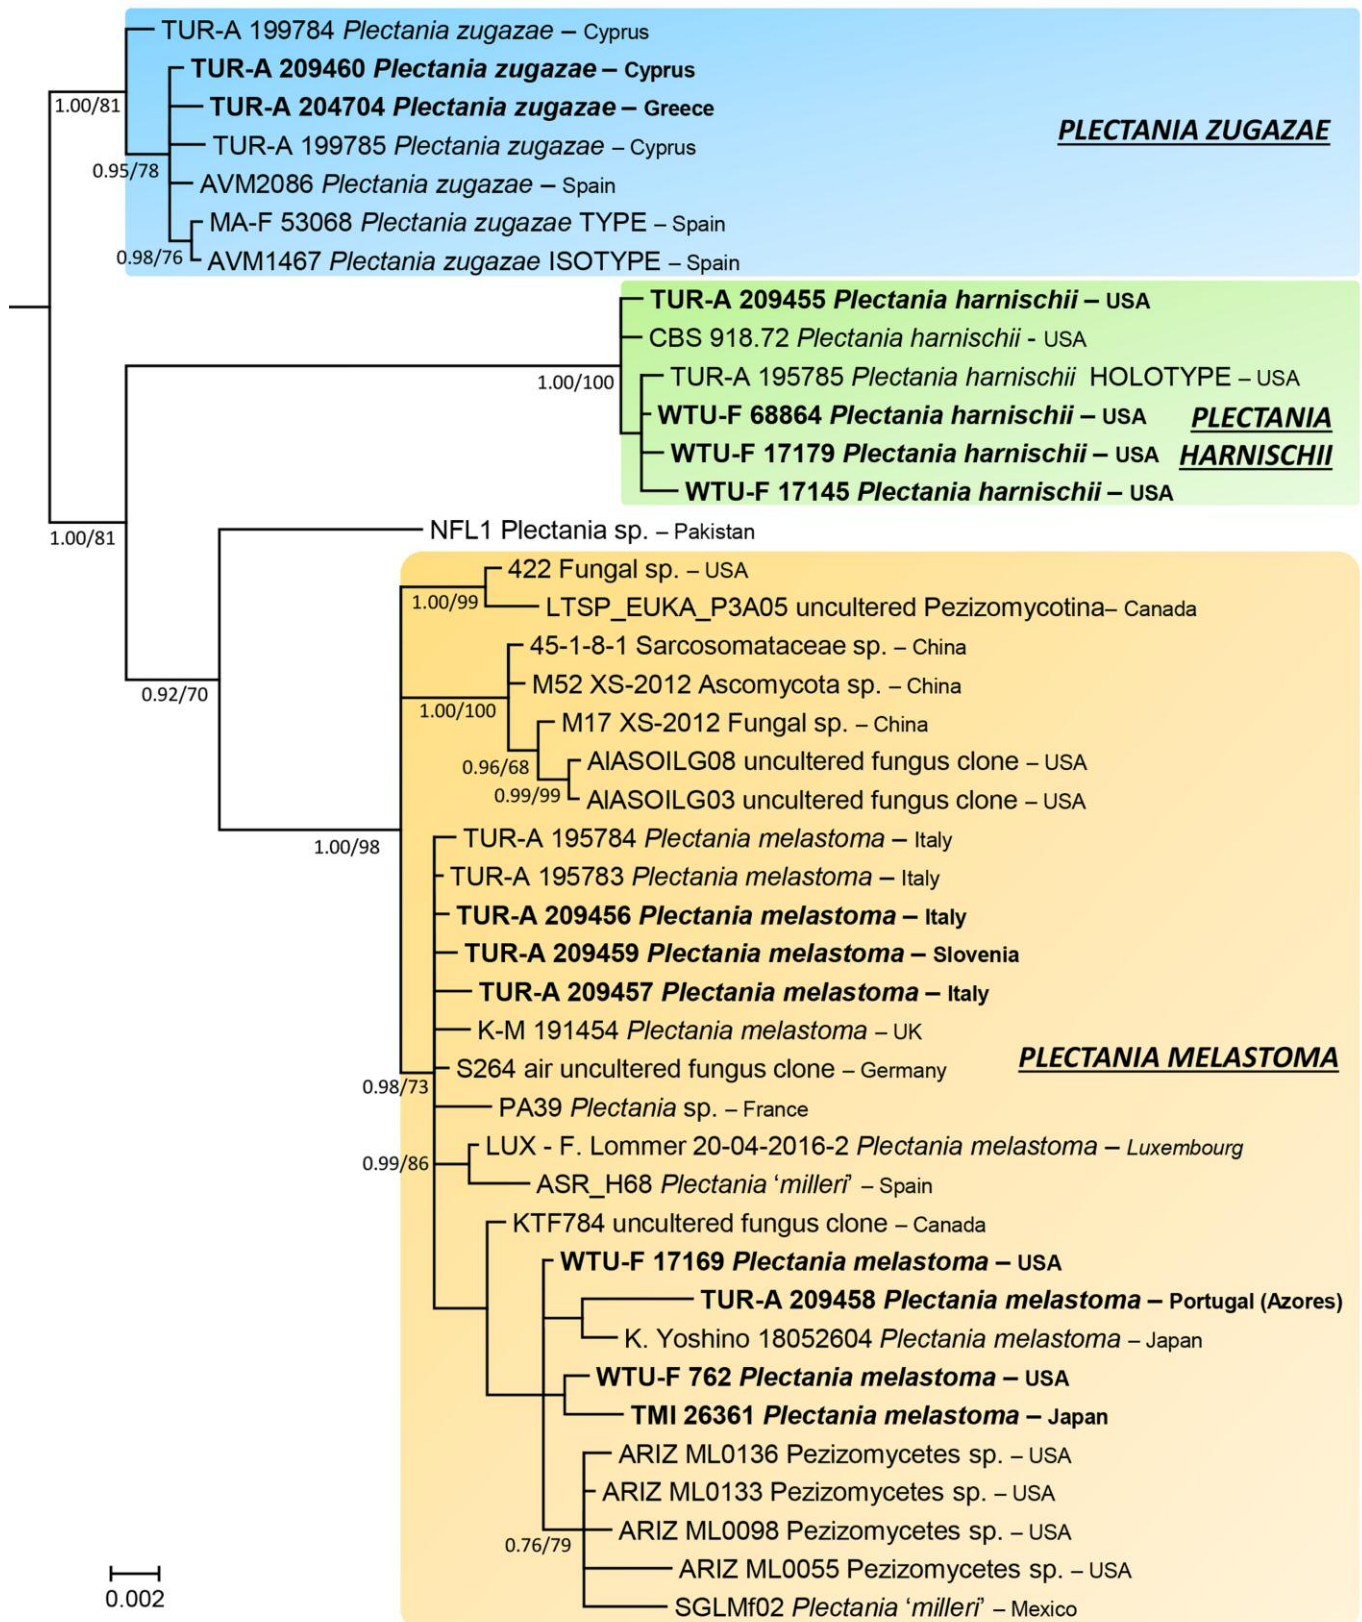 TUR-A 199784 Plectania zugazae – Cyprus
TUR-A 209460 Plectania zugazae – Cyprus
1.00/81
TUR-A 204704 Plectania zugazae – Greece
PLECTANIA ZUGAZAE
TUR-A 199785 Plectania zugazae – Cyprus
0.95/78
AVM2086 Plectania zugazae – Spain
MA-F 53068 Plectania zugazae TYPE – Spain
0.98/76
AVM1467 Plectania zugazae ISOTYPE – Spain
TUR-A 209455 Plectania harnischii – USA
CBS 918.72 Plectania harnischii - USA
1.00/100
TUR-A 195785 Plectania harnischii HOLOTYPE – USA
WTU-F 68864 Plectania harnischii – USA
PLECTANIA
WTU-F 17179 Plectania harnischii – USA
HARNISCHII
WTU-F 17145 Plectania harnischii – USA
1.00/81
NFL1 Plectania sp. – Pakistan
422 Fungal sp. – USA
1.00/99
LTSP_EUKA_P3A05 uncultered Pezizomycotina– Canada
45-1-8-1 Sarcosomataceae sp. – China
M52 XS-2012 Ascomycota sp. – China
0.92/70
1.00/100
M17 XS-2012 Fungal sp. – China
0.96/68
AIASOILG08 uncultered fungus clone – USA
0.99/99
AIASOILG03 uncultered fungus clone – USA
TUR-A 195784 Plectania melastoma – Italy
1.00/98
TUR-A 195783 Plectania melastoma – Italy
TUR-A 209456 Plectania melastoma – Italy
TUR-A 209459 Plectania melastoma – Slovenia
TUR-A 209457 Plectania melastoma – Italy
K-M 191454 Plectania melastoma – UK
PLECTANIA MELASTOMA
S264 air uncultered fungus clone – Germany
0.98/73
PA39 Plectania sp. – France
LUX - F. Lommer 20-04-2016-2 Plectania melastoma – Luxembourg
0.99/86
ASR_H68 Plectania ‘milleri’ – Spain
KTF784 uncultered fungus clone – Canada
WTU-F 17169 Plectania melastoma – USA
TUR-A 209458 Plectania melastoma – Portugal (Azores)
K. Yoshino 18052604 Plectania melastoma – Japan
WTU-F 762 Plectania melastoma – USA
TMI 26361 Plectania melastoma – Japan
ARIZ ML0136 Pezizomycetes sp. – USA
ARIZ ML0133 Pezizomycetes sp. – USA
ARIZ ML0098 Pezizomycetes sp. – USA
0.76/79
ARIZ ML0055 Pezizomycetes sp. – USA
SGLMf02 Plectania ‘milleri’ – Mexico
0.002